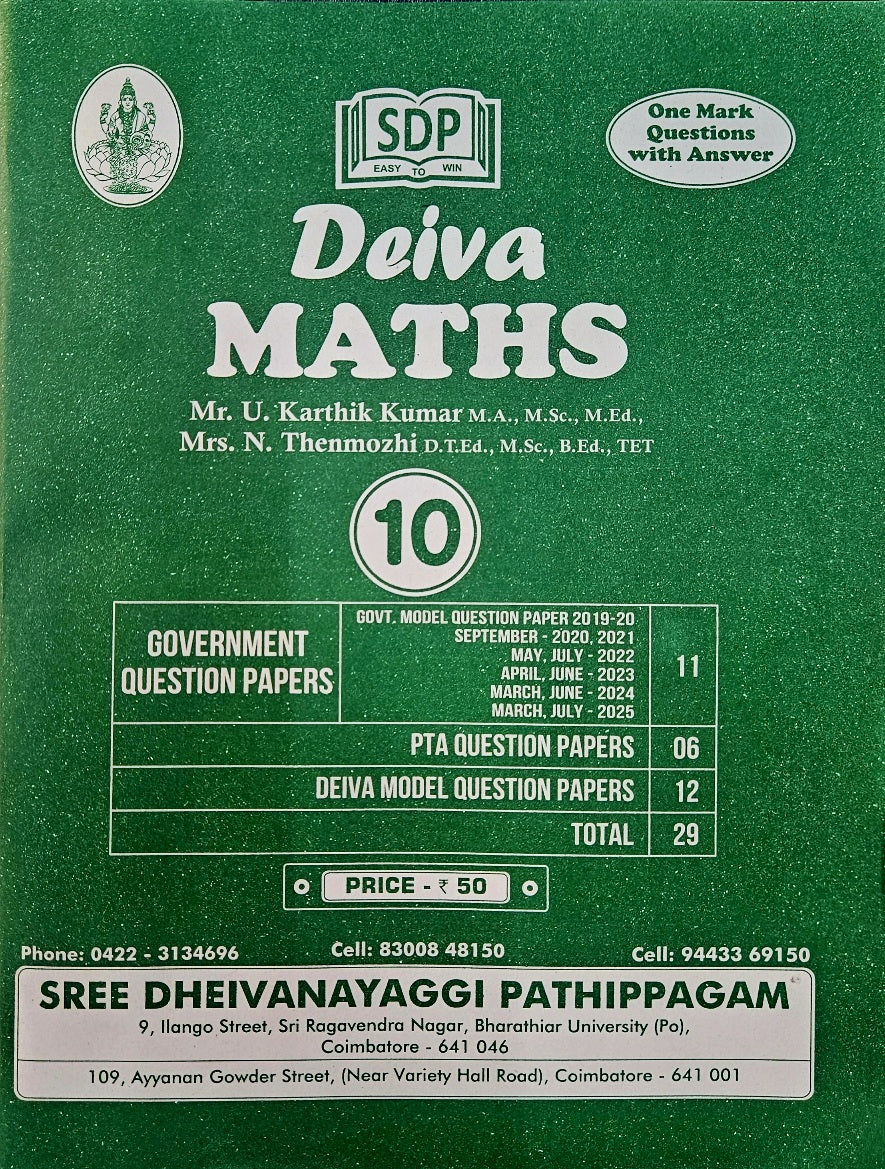 SDP
EASY TO WIN
One Mark
Questions
with Answer
Deiva
MATHS
Mr. U. Karthik Kumar M.A., M.Sc., M.Ed.,
Mrs. N. Thenmozhi D.T.Ed., M.Sc., B.Ed., TET
10
GOVERNMENT
QUESTION PAPERS
GOVT. MODEL QUESTION PAPER 2019-20
SEPTEMBER - 2020, 2021
MAY, JULY - 2022
APRIL, JUNE - 2023
MARCH, JUNE - 2024
MARCH, JULY - 2025
11
PTA QUESTION PAPERS 06
DEIVA MODEL QUESTION PAPERS 12
TOTAL 29
PRICE - ₹ 50
Phone: 0422 - 3134696 Cell: 83008 48150 Cell: 94433 69150
SREE DHEIVANAYAGGI PATHIPPAGAM
9, Ilango Street, Sri Ragavendra Nagar, Bharathiar University (Po),
Coimbatore - 641 046
109, Ayyanan Gowder Street, (Near Variety Hall Road), Coimbatore - 641 001